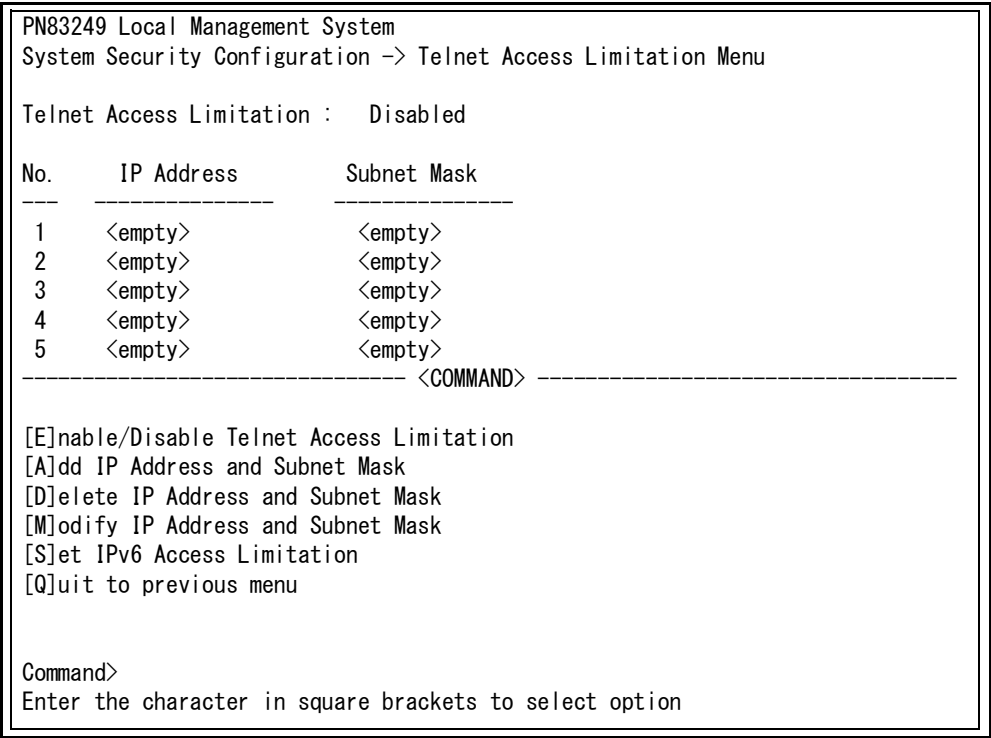 PN83249 Local Management System
System Security Configuration -> Telnet Access Limitation Menu
Telnet Access Limitation :   Disabled
No.      IP Address         Subnet Mask
---   ---------------     ---------------
 1     <empty>              <empty>
 2     <empty>              <empty>
 3     <empty>              <empty>
 4     <empty>              <empty>
 5     <empty>              <empty>
-------------------------------- <COMMAND> -----------------------------------
[E]nable/Disable Telnet Access Limitation
[A]dd IP Address and Subnet Mask
[D]elete IP Address and Subnet Mask
[M]odify IP Address and Subnet Mask
[S]et IPv6 Access Limitation
[Q]uit to previous menu
Command>
Enter the character in square brackets to select option